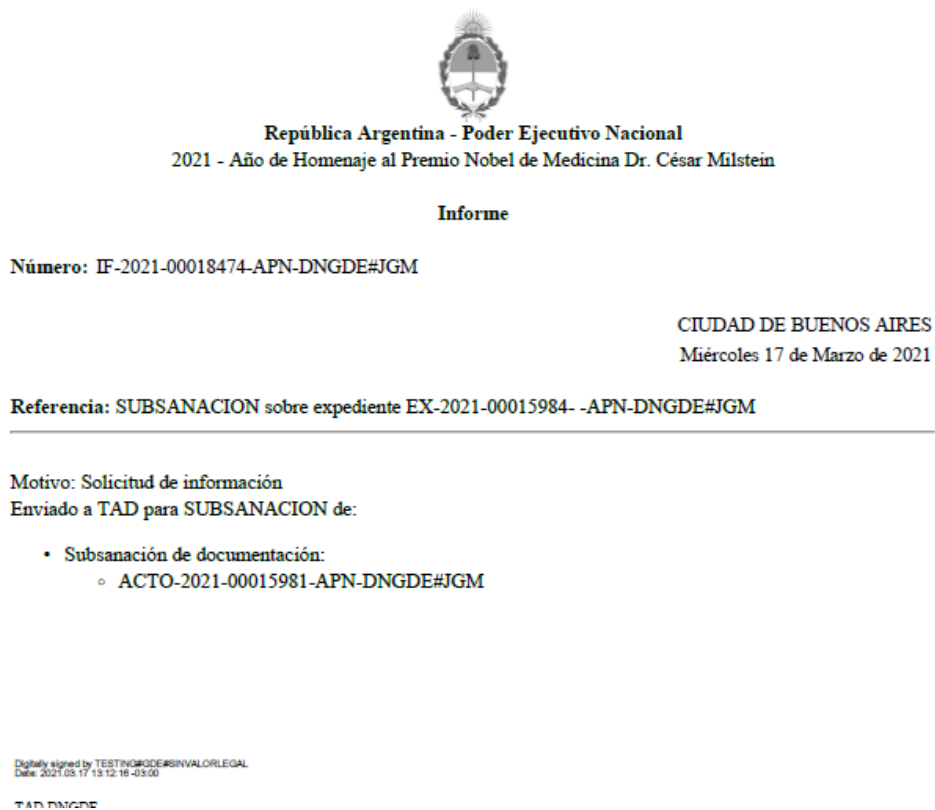 República Argentina - Poder Ejecutivo Nacional
2021 - Año de Homenaje al Premio Nobel de Medicina Dr. César Milstein
Informe
Número: IF-2021-00018474-APN-DNGDE#JGM
CIUDAD DE BUENOS AIRES
Miércoles 17 de Marzo de 2021
Referencia: SUBSANACION sobre expediente EX-2021-00015984- -APN-DNGDE#JGM
Motivo: Solicitud de información
Enviado a TAD para SUBSANACION de:
• Subsanación de documentación:
◦ ACTO-2021-00015981-APN-DNGDE#JGM
Digitally signed by TESTING#GDE#SINVALORLEGAL
Date: 2021.03.17 13:12:16 -03:00
TAD DNGDE